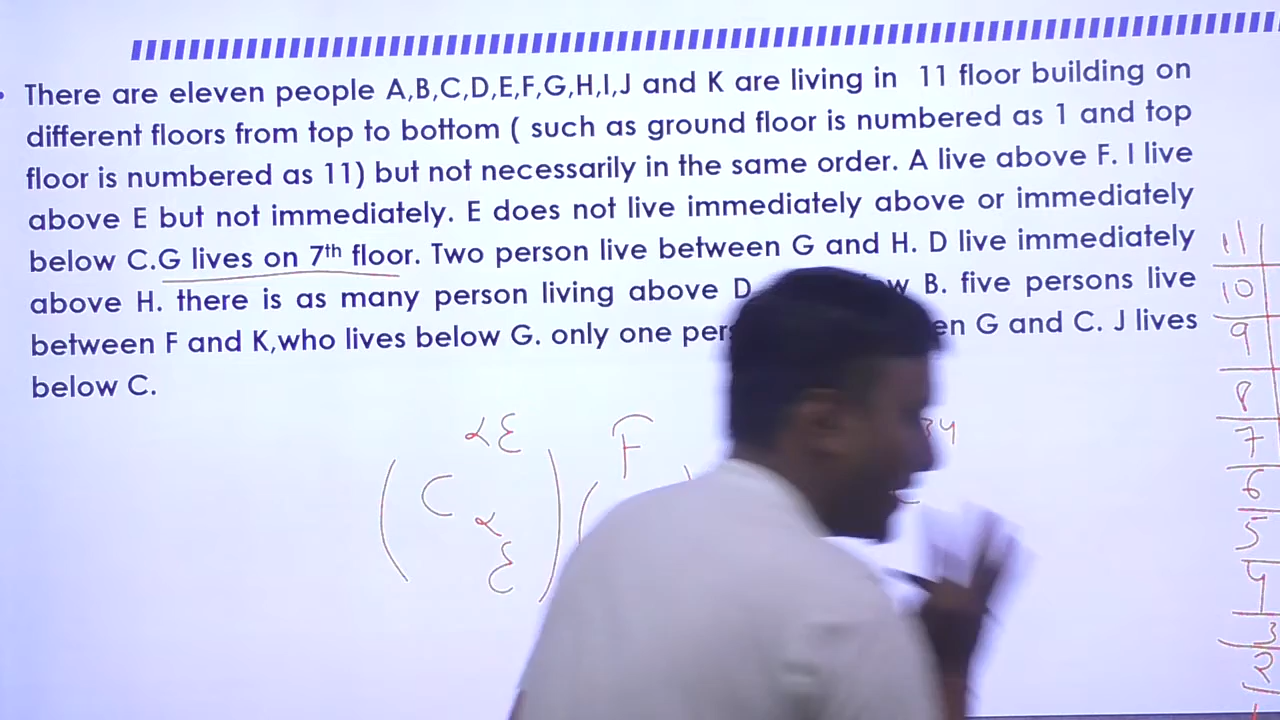 There are eleven people A,B,C,D,E,F,G,H,I,J and K are living in 11 floor building on
different floors from top to bottom ( such as ground floor is numbered as 1 and top
floor is numbered as 11) but not necessarily in the same order. A live above F. I live
above E but not immediately. E does not live immediately above or immediately
below C.G lives on 7th floor. Two person live between G and H. D live immediately
above H. there is as many person living above D B. five persons live
between F and K,who lives below G. only one G and C. J lives
below C.
11
10
9
8
7
6
5
4
3
2
1
E
F
C
E